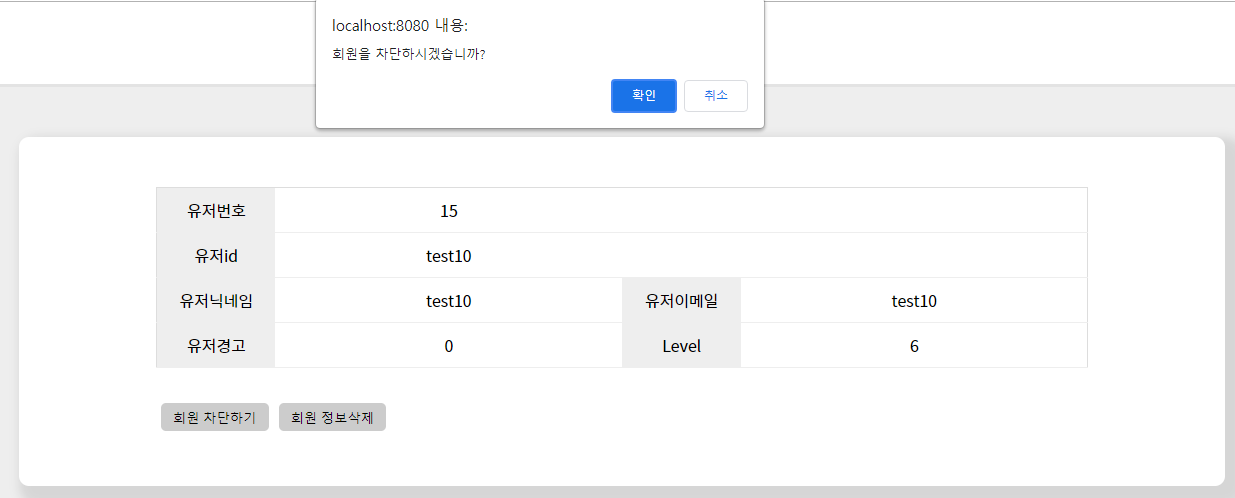 localhost:8080 내용:
회원을 차단하시겠습니까?
확인 취소
유저번호 15
유저id test10
유저닉네임 test10 유저이메일 test10
유저경고 0 Level 6
회원 차단하기 회원 정보삭제